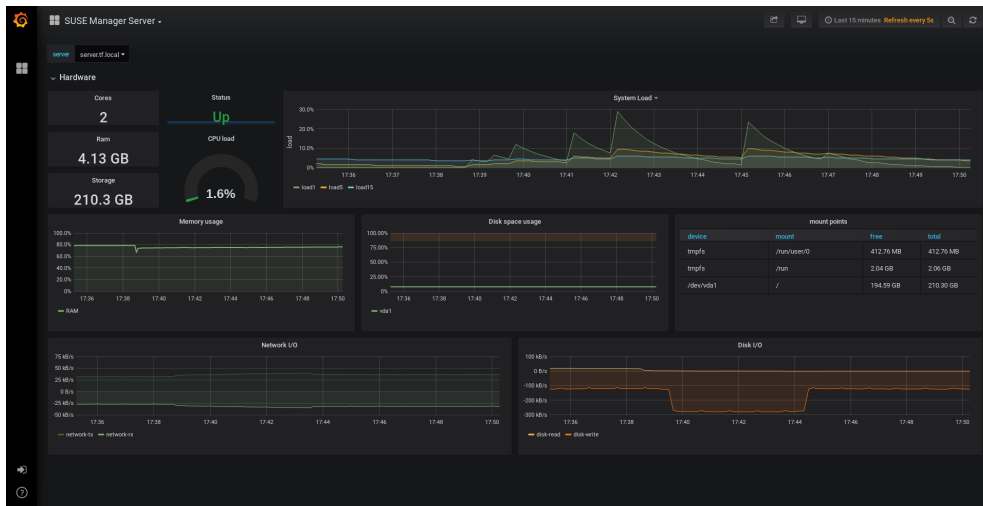 SUSE Manager Server
Last 15 minutes Refresh every 5s
server server.tf.local
Hardware
Cores
2
Status
Up
System Load
30.0%
20.0%
10.0%
0%
load
17:36 17:37 17:38 17:39 17:40 17:41 17:42 17:43 17:44 17:45 17:46 17:47 17:48 17:49 17:50
load1 load5 load15
Ram
4.13 GB
CPU load
1.6%
Storage
210.3 GB
Memory usage
100.0%
80.0%
60.0%
40.0%
20.0%
0%
17:36 17:38 17:40 17:42 17:44 17:46 17:48 17:50
RAM
Disk space usage
100.00%
75.00%
50.00%
25.00%
0%
17:36 17:38 17:40 17:42 17:44 17:46 17:48 17:50
vda1
mount points
device mount free total
tmpfs /run/user/0 412.76 MB 412.76 MB
tmpfs /run 2.04 GB 2.06 GB
/dev/vda1 / 194.59 GB 210.30 GB
Network I/O
75 kB/s
50 kB/s
25 kB/s
0 B/s
-25 kB/s
-50 kB/s
17:36 17:38 17:40 17:42 17:44 17:46 17:48 17:50
network-tx network-rx
Disk I/O
100 kB/s
0 B/s
-100 kB/s
-200 kB/s
-300 kB/s
17:36 17:38 17:40 17:42 17:44 17:46 17:48 17:50
disk-read disk-write